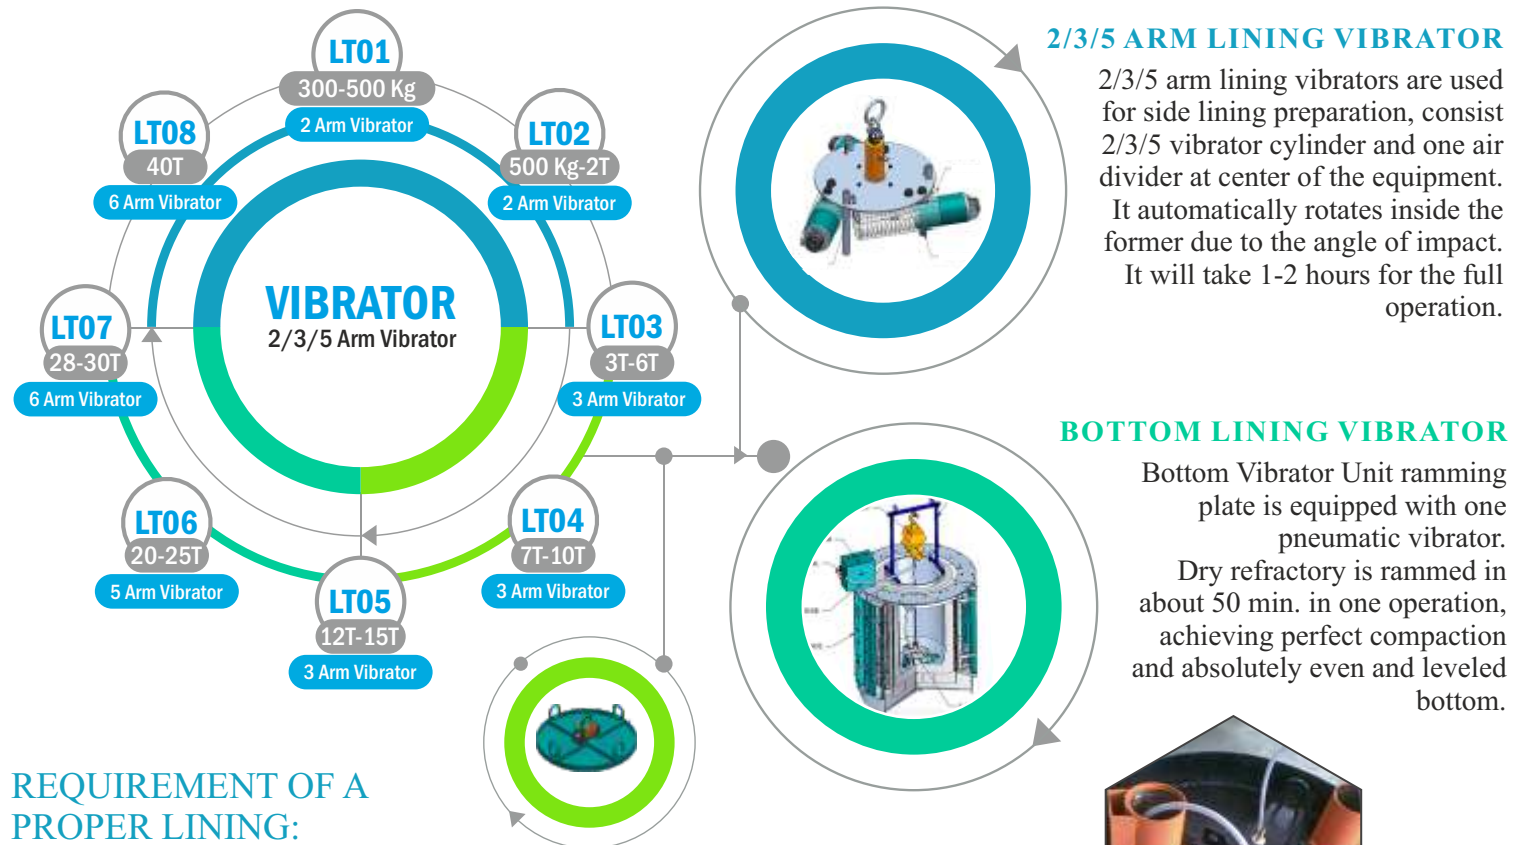 LT01
300-500 Kg
2 Arm Vibrator
LT02
500 Kg-2T
2 Arm Vibrator
LT03
3T-6T
3 Arm Vibrator
LT04
7T-10T
3 Arm Vibrator
LT05
12T-15T
3 Arm Vibrator
LT06
20-25T
5 Arm Vibrator
LT07
28-30T
6 Arm Vibrator
LT08
40T
6 Arm Vibrator
VIBRATOR
2/3/5 Arm Vibrator
2/3/5 ARM LINING VIBRATOR
2/3/5 arm lining vibrators are used
for side lining preparation, consist
2/3/5 vibrator cylinder and one air
divider at center of the equipment.
It automatically rotates inside the
former due to the angle of impact.
It will take 1-2 hours for the full
operation.
BOTTOM LINING VIBRATOR
Bottom Vibrator Unit ramming
plate is equipped with one
pneumatic vibrator.
Dry refractory is rammed in
about 50 min. in one operation,
achieving perfect compaction
and absolutely even and leveled
bottom.
REQUIREMENT OF A
PROPER LINING: